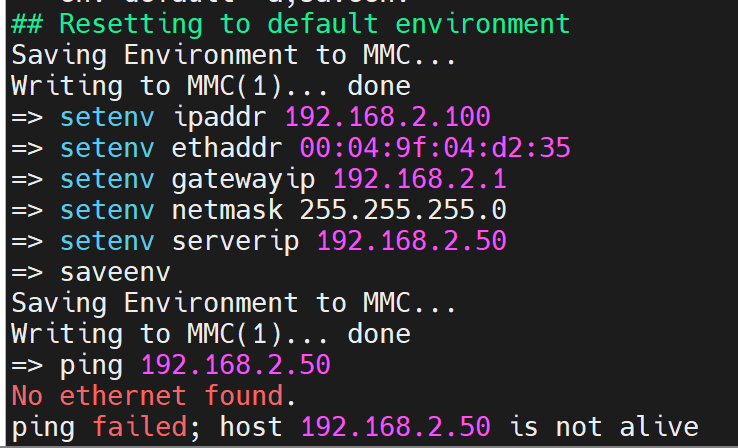 ## Resetting to default environment
Saving Environment to MMC...
Writing to MMC(1)... done
=> setenv ipaddr 192.168.2.100
=> setenv ethaddr 00:04:9f:04:d2:35
=> setenv gatewayip 192.168.2.1
=> setenv netmask 255.255.255.0
=> setenv serverip 192.168.2.50
=> saveenv
Saving Environment to MMC...
Writing to MMC(1)... done
=> ping 192.168.2.50
No ethernet found.
ping failed; host 192.168.2.50 is not alive